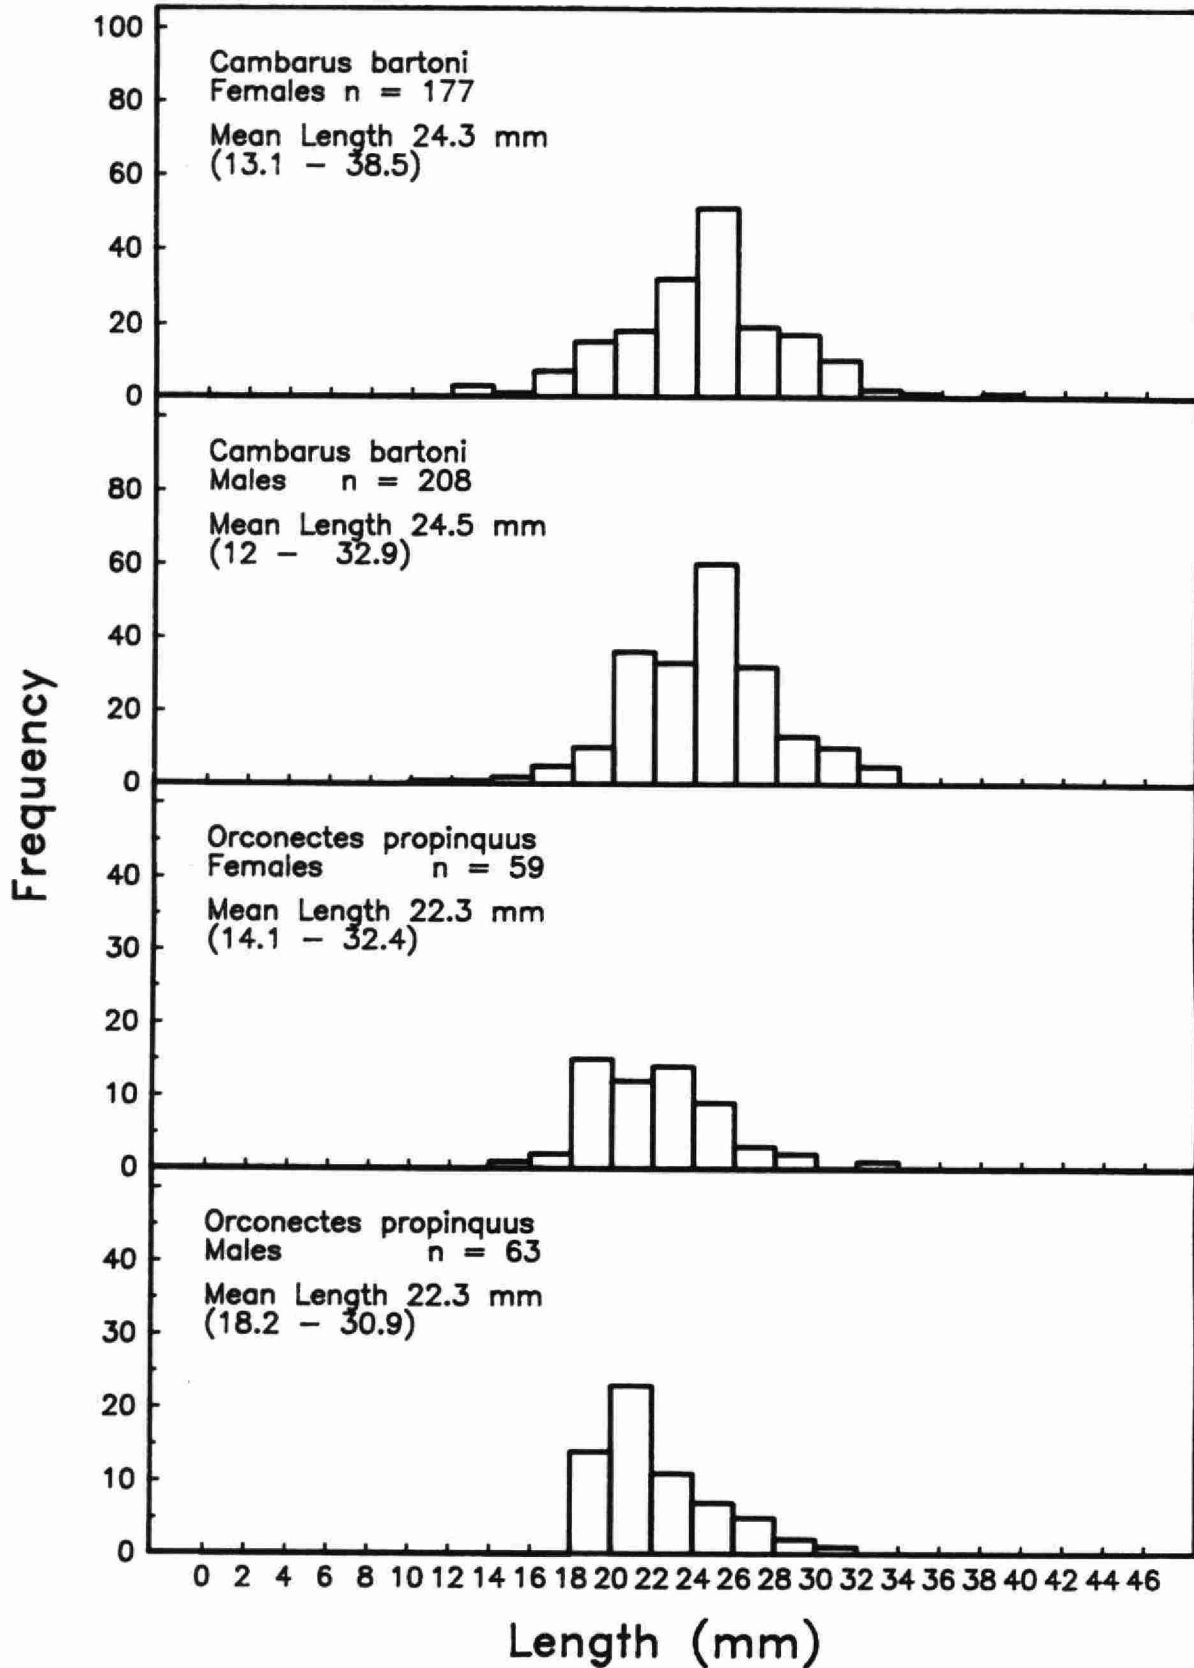 Frequency
100
80
60
40
20
0
Cambarus bartoni
Females n = 177
Mean Length 24.3 mm
(13.1 - 38.5)
80
60
40
20
0
Cambarus bartoni
Males n = 208
Mean Length 24.5 mm
(12 - 32.9)
40
30
20
10
0
Orconectes propinquus
Females n = 59
Mean Length 22.3 mm
(14.1 - 32.4)
40
30
20
10
0
Orconectes propinquus
Males n = 63
Mean Length 22.3 mm
(18.2 - 30.9)
0 2 4 6 8 10 12 14 16 18 20 22 24 26 28 30 32 34 36 38 40 42 44 46
Length (mm)